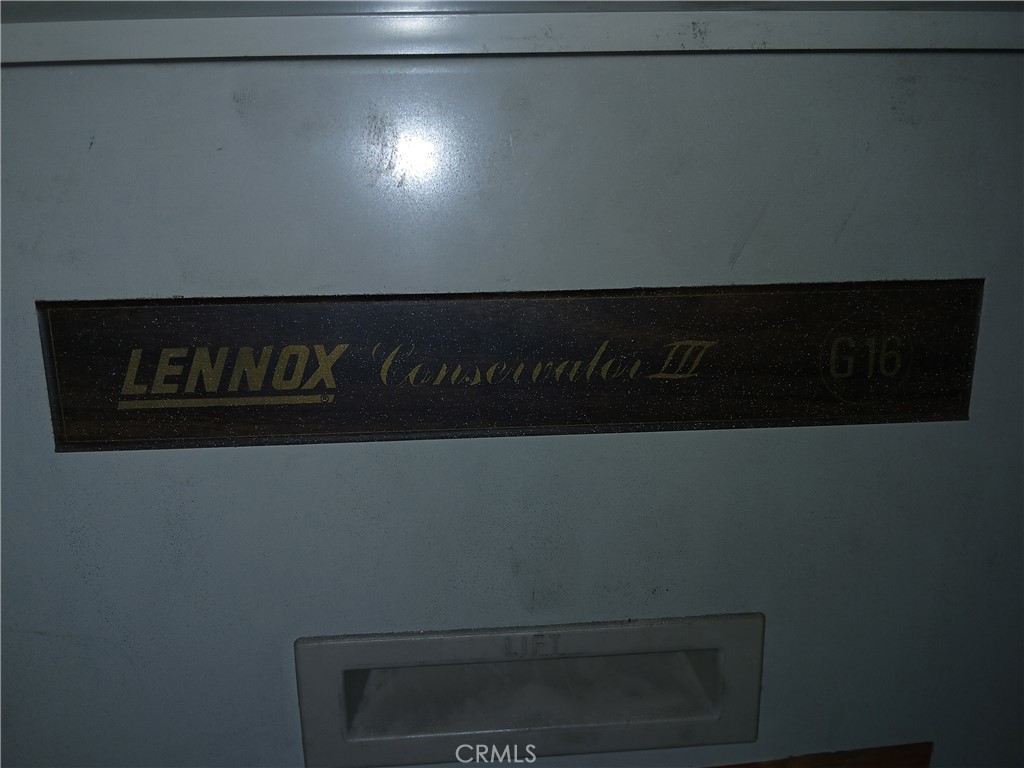 LENNOX Conservator III G16
LIFT
CRMLS